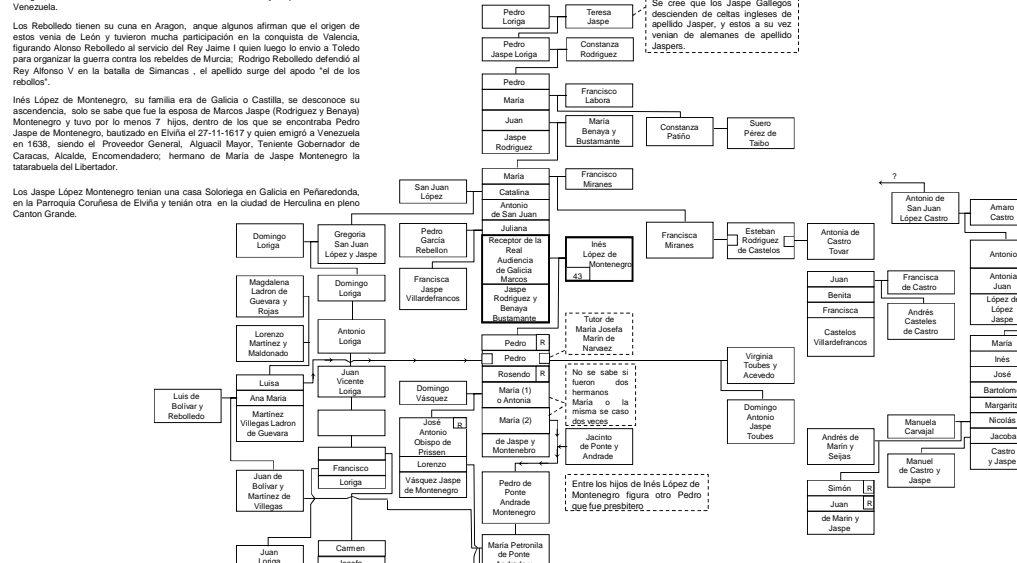 Venezuela.
Los Rebolledo tienen su cuna en Aragon, anque algunos afirman que el origen de
estos venia de León y tuvieron mucha participación en la conquista de Valencia,
figurando Alonso Rebolledo al servicio del Rey Jaime I quien luego lo envio a Toledo
para organizar la guerra contra los rebeldes de Murcia; Rodrigo Rebolledo defendió al
Rey Alfonso V en la batalla de Simancas , el apellido surge del apodo "el de los
rebollos".
Inés López de Montenegro, su familia era de Galicia o Castilla, se desconoce su
ascendencia, solo se sabe que fue la esposa de Marcos Jaspe (Rodríguez y Benaya)
Montenegro y tuvo por lo menos 7 hijos, dentro de los que se encontraba Pedro
Jaspe de Montenegro, bautizado en Elviña el 27-11-1617 y quien emigró a Venezuela
en 1638, siendo el Proveedor General, Alguacil Mayor, Teniente Gobernador de
Caracas, Alcalde, Encomendadero; hermano de María de Jaspe Montenegro la
tatarabuela del Libertador.
Los Jaspe López Montenegro tenian una casa Soloriega en Galicia en Peñaredonda,
en la Parroquia Coruñesa de Elviña y tenián otra en la ciudad de Herculina en pleno
Canton Grande.
Pedro
Loriga
Teresa
Jaspe
Se cree que los Jaspe Gallegos
descienden de celtas ingleses de
apellido Jasper, y estos a su vez
venian de alemanes de apellido
Jaspers.
Pedro
Jaspe Loriga
Constanza
Rodriguez
Pedro
María
Juan
Jaspe
Rodriguez
Francisco
Labora
María
Benaya y
Bustamante
Constanza
Patiño
Suero
Pérez de
Taibo
María
Catalina
Antonio
de San Juan
Juliana
Receptor de la
Real
Audiencia
de Galicia
Marcos
Jaspe
Rodriguez y
Benaya
Bustamante
Francisco
Miranes
San Juan
López
Pedro
García
Rebellon
Francisca
Jaspe
Villardefrancos
Inés
López de
Montenegro
43
Francisca
Miranes
Esteban
Rodriguez
de Castelos
Antonia de
Castro
Tovar
?
Antonio de
San Juan
López Castro
Amaro
Castro
Antonio
Antonia
Juan
López de
López
Jaspe
María
Inés
José
Bartolom
Margarita
Nicolás
Jacoba
Castro
y Jaspe
Juan
Benita
Francisca
Castelos
Villardefrancos
Francisca
de Castro
Andrés
Casteles
de Castro
Domingo
Loriga
Gregoria
San Juan
López y Jaspe
Magdalena
Ladron de
Guevara y
Rojas
Domingo
Loriga
Lorenzo
Martínez y
Maldonado
Antonio
Loriga
Luisa
Ana Maria
Martínez
Villegas Ladron
de Guevara
Juan
Vicente
Loriga
Luis de
Bolívar y
Rebolledo
Juan de
Bolívar y
Martínez de
Villegas
Francisco
Loriga
Juan
Loriga
Carmen
Domingo
Vásquez
José
R
Antonio
Obispo de
Prissen
Lorenzo
Vásquez Jaspe
de Montenegro
Pedro
R
Pedro
Rosendo
R
María (1)
o Antonia
María (2)
de Jaspe y
Montenebro
Tutor de
María Josefa
Marín de
Narvaez
No se sabe si
fueron dos
hermanos
María o la
misma se caso
dos veces
Jacinto
de Ponte y
Andrade
Pedro de
Ponte
Andrade
Montenegro
Entre los hijos de Inés López de
Montenegro figura otro Pedro
que fue presbitero
María Petronila
de Ponte
Virginia
Toubes y
Acevedo
Domingo
Antonio
Jaspe
Toubes
Andrés de
Marín y
Seijas
Manuela
Carvajal
Manuel
de Castro y
Jaspe
Simón
R
Juan
R
de Marin y
Jaspe